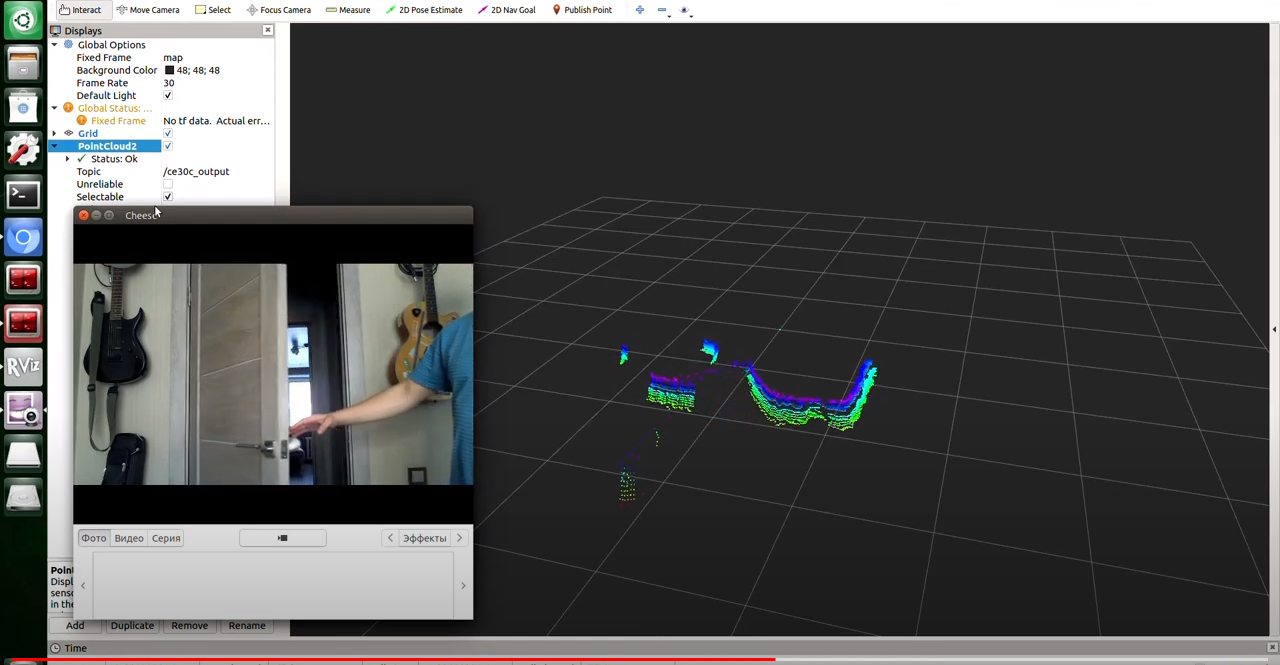 Interact Move Camera Select Focus Camera Measure 2D Pose Estimate 2D Nav Goal Publish Point
Displays
Global Options
Fixed Frame map
Background Color 48; 48; 48
Frame Rate 30
Default Light
Global Status: ...
Fixed Frame No tf data. Actual err...
Grid
PointCloud2
Status: Ok
Topic /ce30c_output
Unreliable
Selectable
Cheese
RViz
Фото Видео Серия Эффекты
Poin
Displ
senso
in the
Add Duplicate Remove Rename
Time